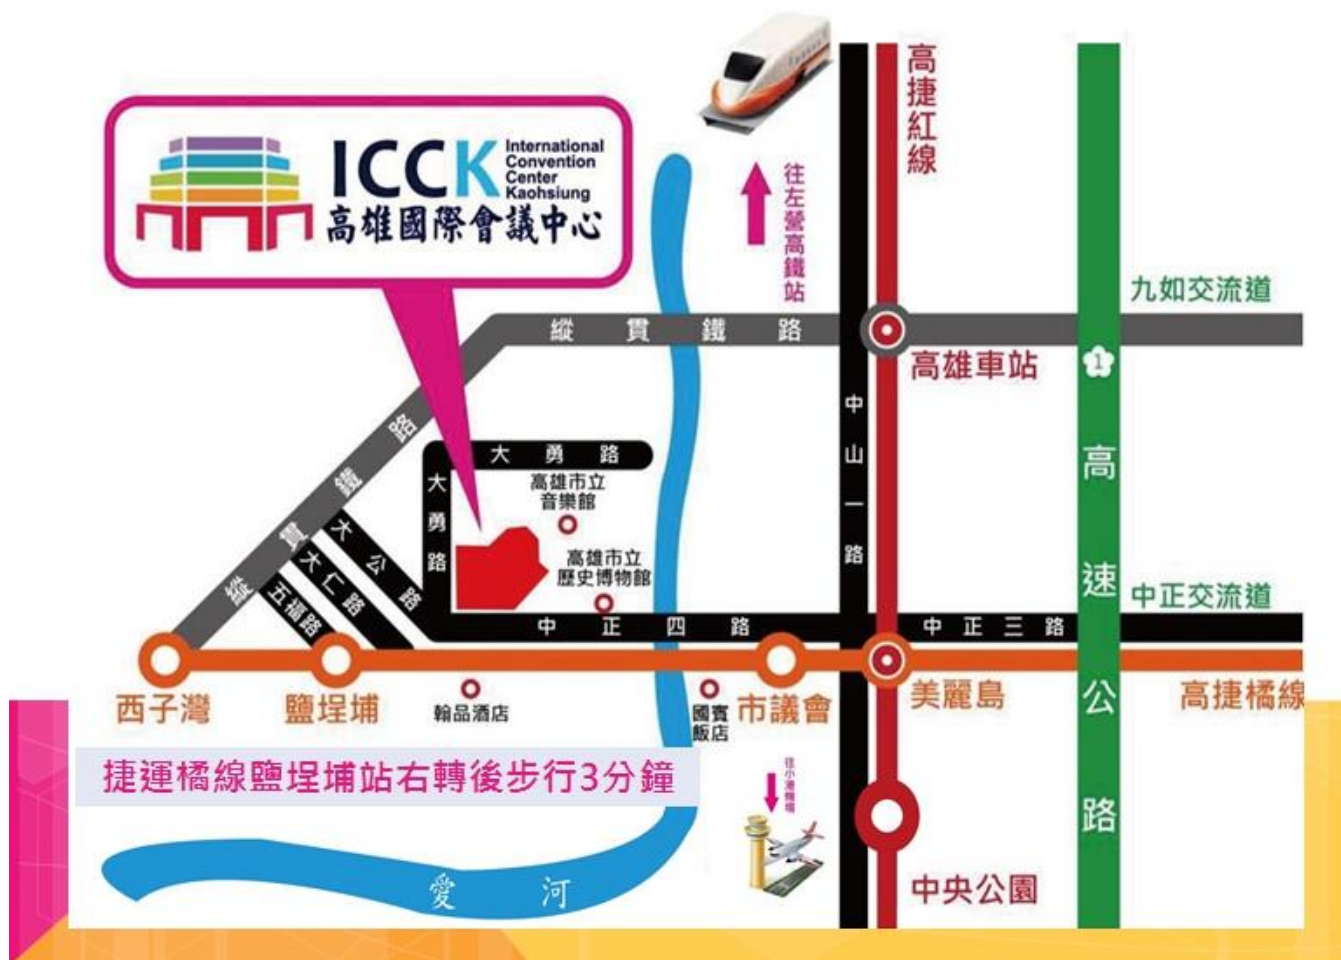 ICCK
International
Convention
Center
Kaohsiung
高雄國際會議中心
高捷紅線
往左營高鐵站
九如交流道
縱貫鐵路
高雄車站
1
高速公路
中山一路
縱貫鐵路
大勇路
大勇路
高雄市立
音樂館
高雄市立
歷史博物館
大公路
大仁路
五福路
中正四路
中正三路
中正交流道
西子灣
鹽埕埔
市議會
美麗島
高捷橘線
翰品酒店
國賓
飯店
捷運橘線鹽埕埔站右轉後步行3分鐘
往小港機場
中央公園
愛河